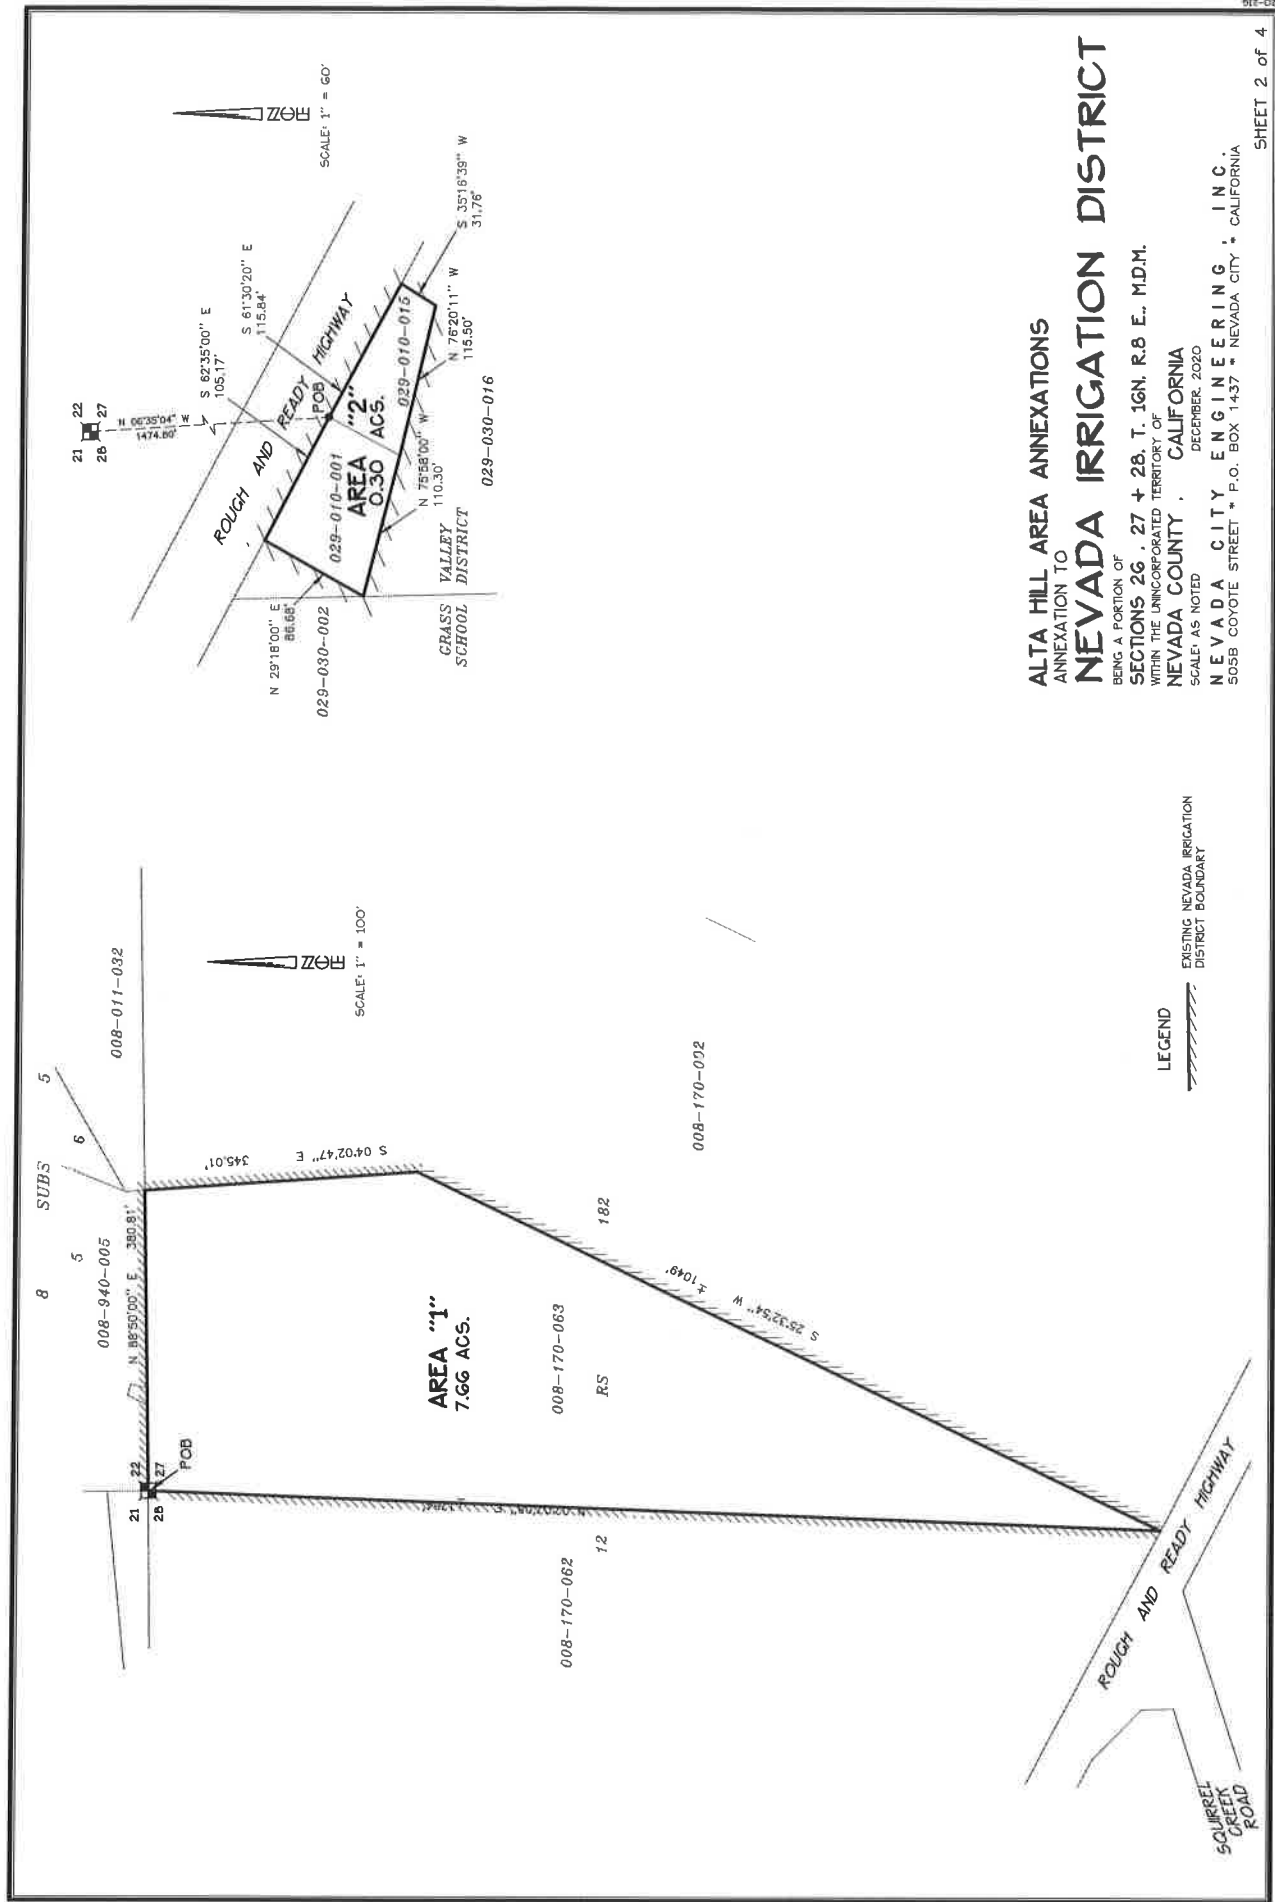 8 SUBS 5
5
6
008-940-005
008-011-032
N 88°50'00" E 380.81'
21 22
28 27
POB
S 04°02'47" E 345.01'
SCALE: 1" = 100'
AREA "1"
7.66 ACS.
008-170-063
RS
182
008-170-062
12
±1049'
S 25°32'54" W
008-170-002
ROUGH AND READY HIGHWAY
SQUIRREL
CREEK
ROAD
21 22
28 27
N 06°35'04" W
1474.80'
S 62°35'00" E
105.17'
S 61°30'20" E
115.84'
SCALE: 1" = 60'
ROUGH AND READY HIGHWAY
POB
029-010-001
AREA "2"
0.30 ACS.
029-010-015
S 35°16'39" W
31.76'
N 76°20'11" W
115.50'
N 75°58'00" W
110.30'
N 29°18'00" E
86.68'
029-030-002
029-030-016
GRASS VALLEY
SCHOOL DISTRICT
LEGEND
EXISTING NEVADA IRRIGATION
DISTRICT BOUNDARY
ALTA HILL AREA ANNEXATIONS
ANNEXATION TO
NEVADA IRRIGATION DISTRICT
BEING A PORTION OF
SECTIONS 26 , 27 + 28, T. 16N, R.8 E., M.D.M.
WITHIN THE UNINCORPORATED TERRITORY OF
NEVADA COUNTY , CALIFORNIA
SCALE: AS NOTED DECEMBER, 2020
NEVADA CITY ENGINEERING , INC.
505B COYOTE STREET * P.O. BOX 1437 * NEVADA CITY * CALIFORNIA
SHEET 2 of 4